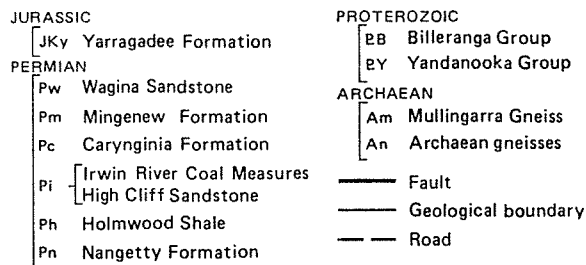 JURASSIC
JKy Yarragadee Formation
PERMIAN
Pw Wagina Sandstone
Pm Mingenew Formation
Pc Carynginia Formation
Pi Irwin River Coal Measures
High Cliff Sandstone
Ph Holmwood Shale
Pn Nangetty Formation
PROTEROZOIC
ꝐB Billeranga Group
ꝐY Yandanooka Group
ARCHAEAN
Am Mullingarra Gneiss
An Archaean gneisses
Fault
Geological boundary
Road